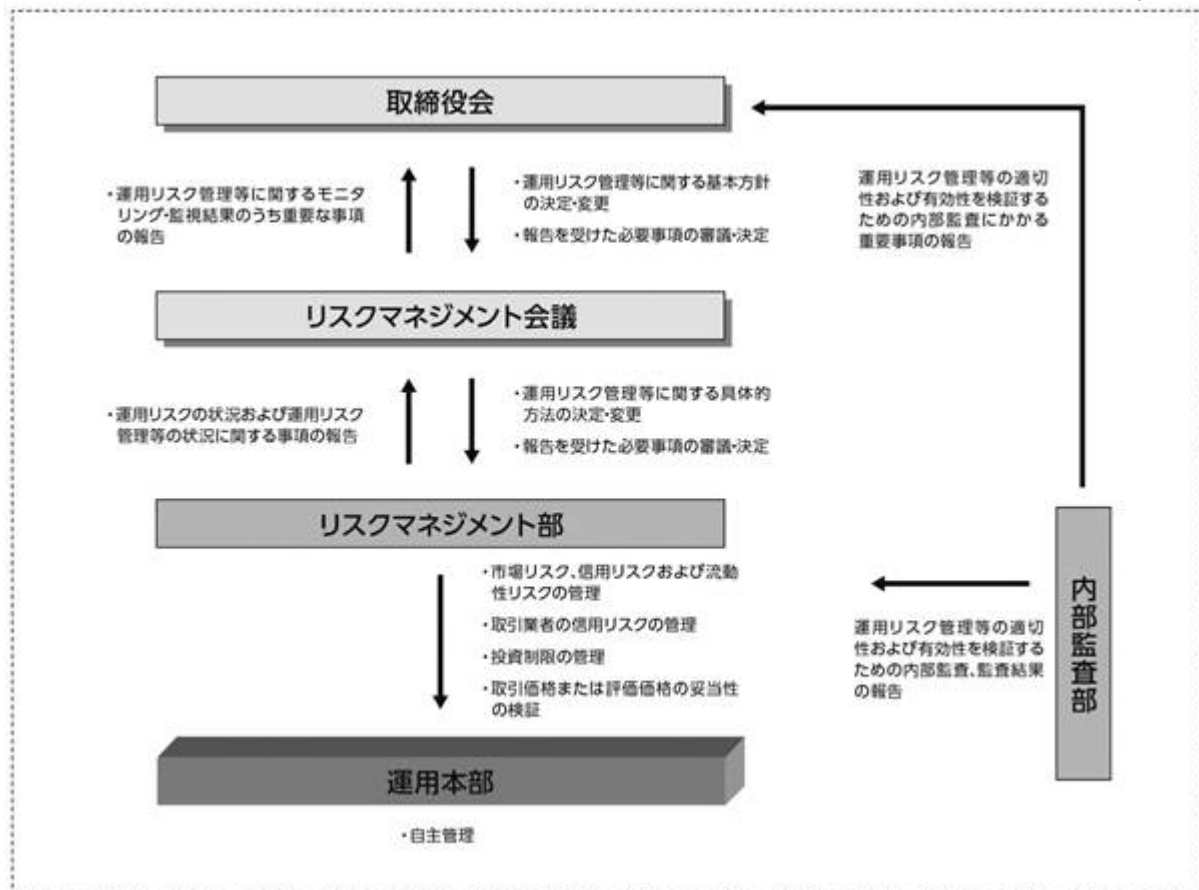 取締役会
・運用リスク管理等に関するモニタ
リング・監視結果のうち重要な事項
の報告
・運用リスク管理等に関する基本方針
の決定・変更
・報告を受けた必要事項の審議・決定
運用リスク管理等の適切
性および有効性を検証す
るための内部監査にかかる
重要事項の報告
リスクマネジメント会議
・運用リスクの状況および運用リスク
管理等の状況に関する事項の報告
・運用リスク管理等に関する具体的
方法の決定・変更
・報告を受けた必要事項の審議・決定
リスクマネジメント部
・市場リスク、信用リスクおよび流動
性リスクの管理
・取引業者の信用リスクの管理
・投資制限の管理
・取引価格または評価価格の妥当性
の検証
運用リスク管理等の適切
性および有効性を検証する
ための内部監査、監査結果
の報告
内部監査部
運用本部
・自主管理